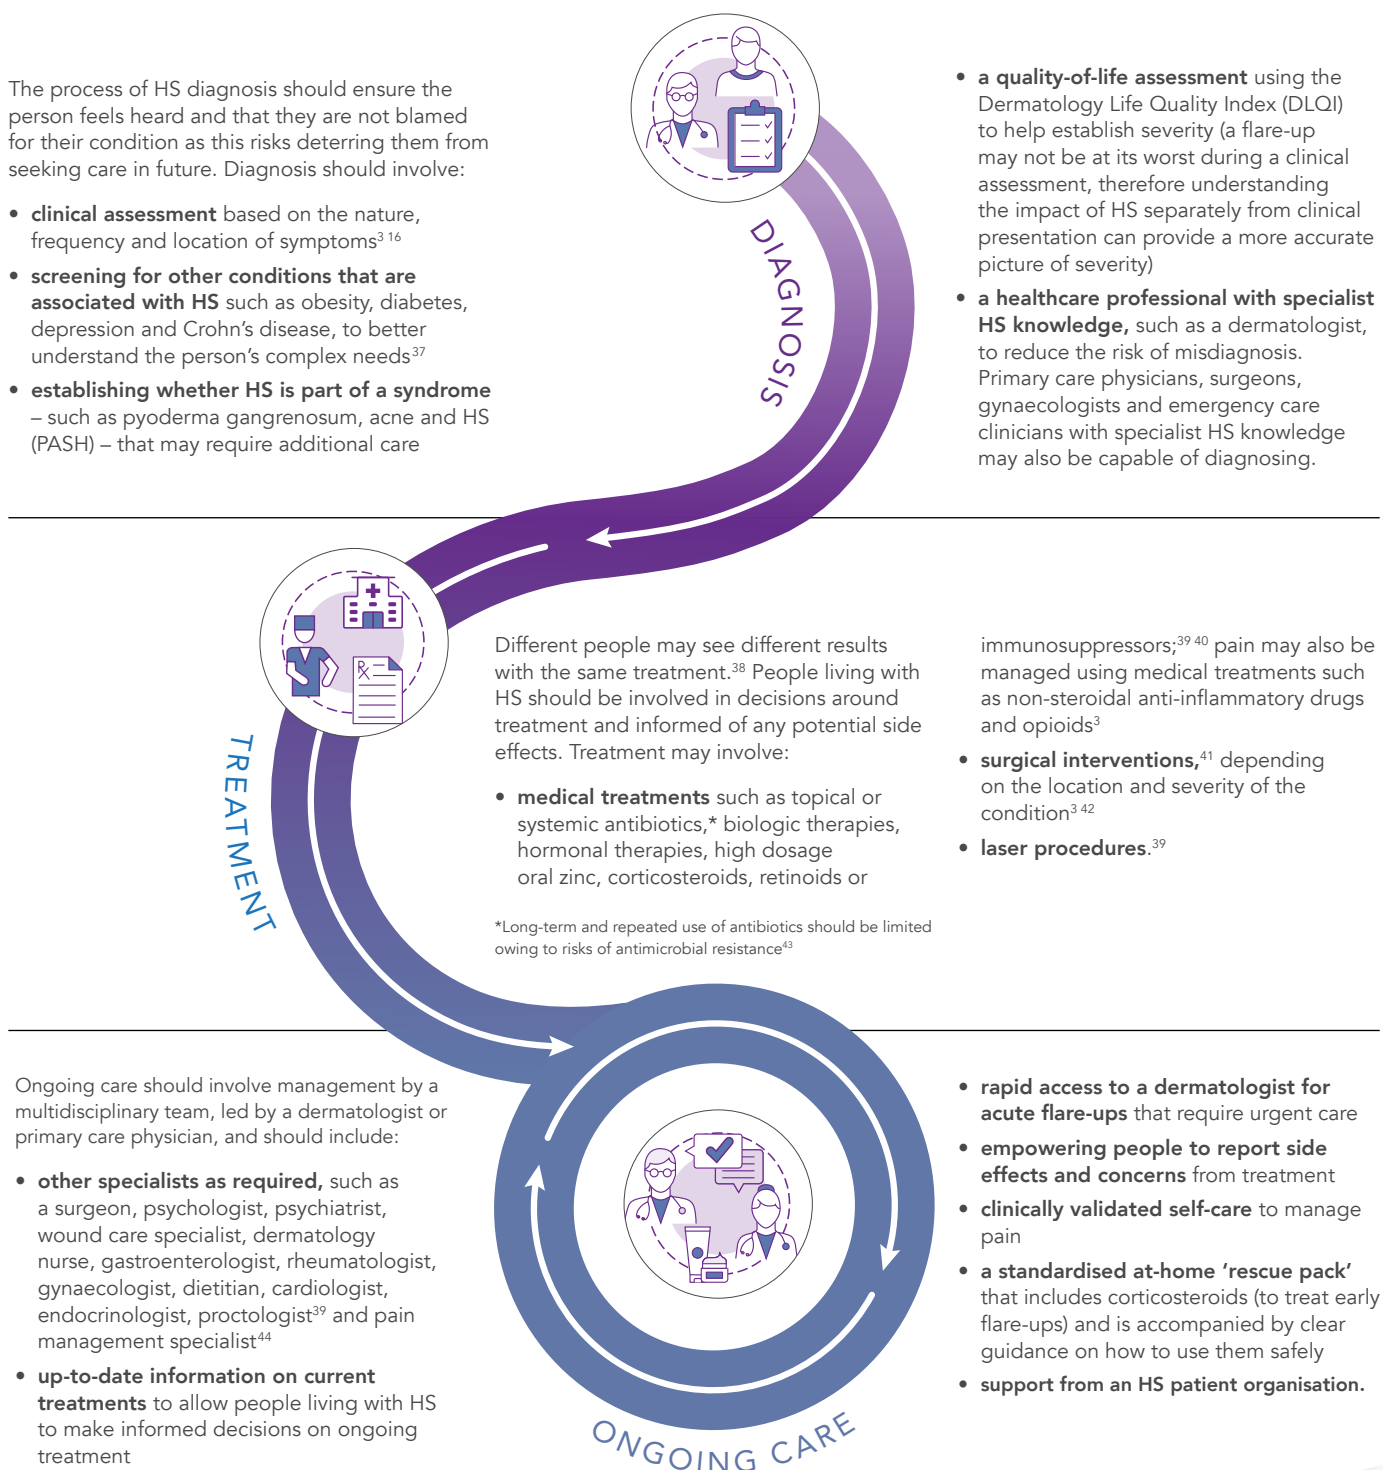 The process of HS diagnosis should ensure the
person feels heard and that they are not blamed
for their condition as this risks deterring them from
seeking care in future. Diagnosis should involve:
• clinical assessment based on the nature,
frequency and location of symptoms3 16
• screening for other conditions that are
associated with HS such as obesity, diabetes,
depression and Crohn’s disease, to better
understand the person’s complex needs37
• establishing whether HS is part of a syndrome
– such as pyoderma gangrenosum, acne and HS
(PASH) – that may require additional care
DIAGNOSIS
• a quality-of-life assessment using the
Dermatology Life Quality Index (DLQI)
to help establish severity (a flare-up
may not be at its worst during a clinical
assessment, therefore understanding
the impact of HS separately from clinical
presentation can provide a more accurate
picture of severity)
• a healthcare professional with specialist
HS knowledge, such as a dermatologist,
to reduce the risk of misdiagnosis.
Primary care physicians, surgeons,
gynaecologists and emergency care
clinicians with specialist HS knowledge
may also be capable of diagnosing.
Rx
TREATMENT
Different people may see different results
with the same treatment.38 People living with
HS should be involved in decisions around
treatment and informed of any potential side
effects. Treatment may involve:
• medical treatments such as topical or
systemic antibiotics,* biologic therapies,
hormonal therapies, high dosage
oral zinc, corticosteroids, retinoids or
immunosuppressors;39 40 pain may also be
managed using medical treatments such
as non-steroidal anti-inflammatory drugs
and opioids3
• surgical interventions,41 depending
on the location and severity of the
condition3 42
• laser procedures.39
*Long-term and repeated use of antibiotics should be limited
owing to risks of antimicrobial resistance43
Ongoing care should involve management by a
multidisciplinary team, led by a dermatologist or
primary care physician, and should include:
• other specialists as required, such as
a surgeon, psychologist, psychiatrist,
wound care specialist, dermatology
nurse, gastroenterologist, rheumatologist,
gynaecologist, dietitian, cardiologist,
endocrinologist, proctologist39 and pain
management specialist44
• up-to-date information on current
treatments to allow people living with HS
to make informed decisions on ongoing
treatment
ONGOING CARE
• rapid access to a dermatologist for
acute flare-ups that require urgent care
• empowering people to report side
effects and concerns from treatment
• clinically validated self-care to manage
pain
• a standardised at-home ‘rescue pack’
that includes corticosteroids (to treat early
flare-ups) and is accompanied by clear
guidance on how to use them safely
• support from an HS patient organisation.